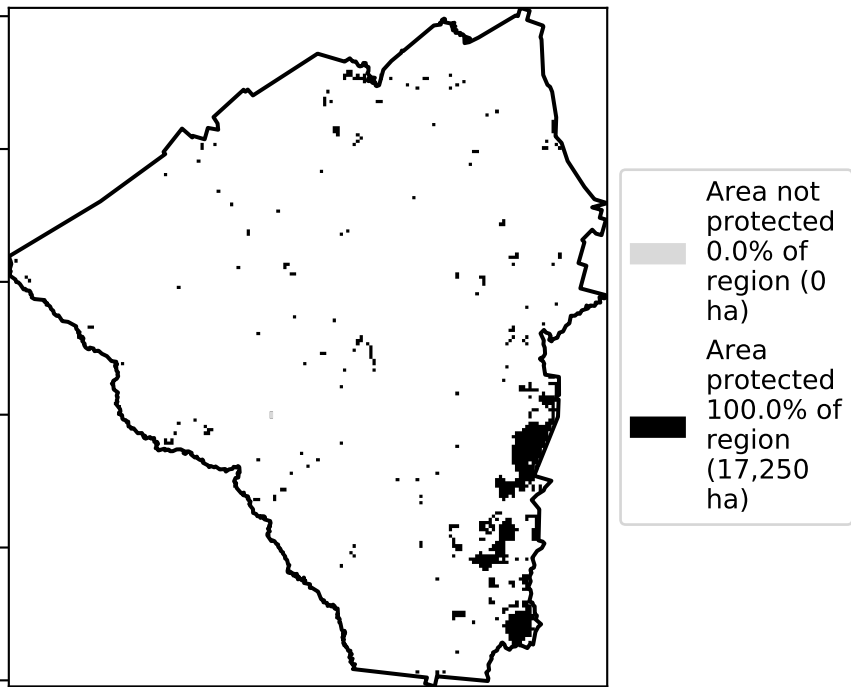 Area not
protected
0.0% of
region (0
ha)
Area
protected
100.0% of
region
(17,250
ha)